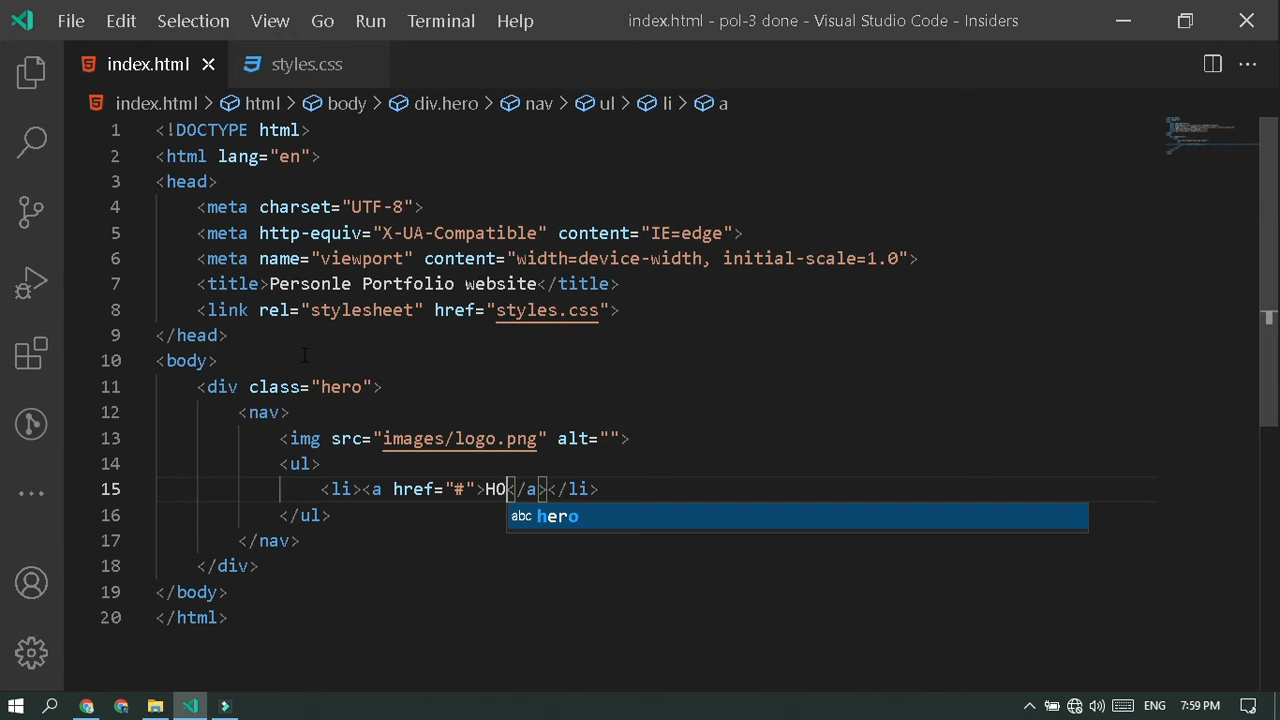 File Edit Selection View Go Run Terminal Help index.html - pol-3 done - Visual Studio Code - Insiders
index.html styles.css
index.html > html > body > div.hero > nav > ul > li > a
1 <!DOCTYPE html>
2 <html lang="en">
3 <head>
4 <meta charset="UTF-8">
5 <meta http-equiv="X-UA-Compatible" content="IE=edge">
6 <meta name="viewport" content="width=device-width, initial-scale=1.0">
7 <title>Personle Portfolio website</title>
8 <link rel="stylesheet" href="styles.css">
9 </head>
10 <body>
11 <div class="hero">
12 <nav>
13 <img src="images/logo.png" alt="">
14 <ul>
15 <li><a href="#">HO</a></li>
abc hero
16 </ul>
17 </nav>
18 </div>
19 </body>
20 </html>
ENG 7:59 PM